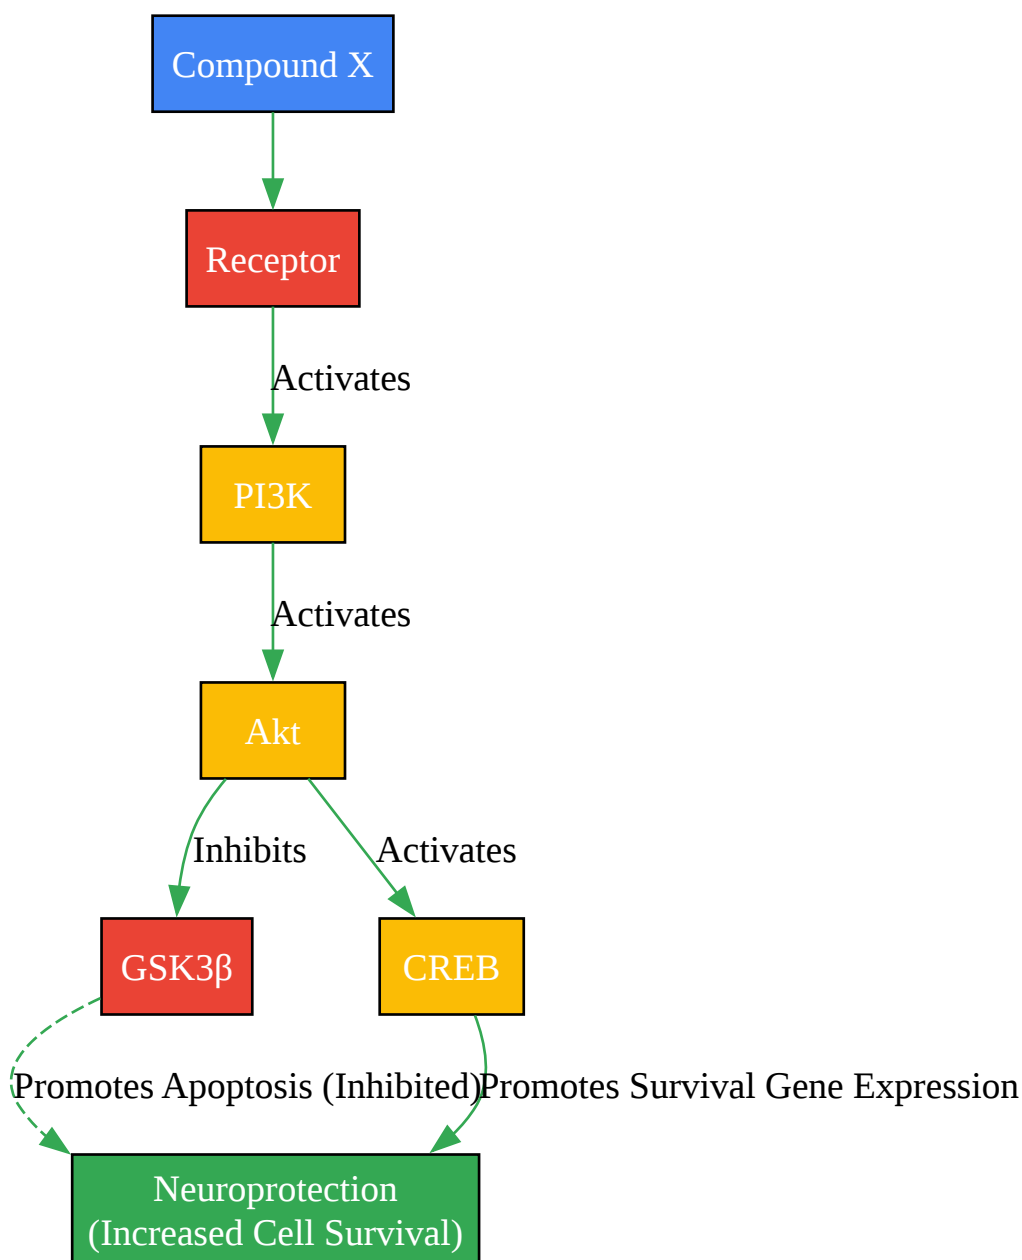 Compound X
Receptor
Activates
PI3K
Activates
Akt
Inhibits
Activates
GSK3β
CREB
Promotes Apoptosis (Inhibited)
Promotes Survival Gene Expression
Neuroprotection
(Increased Cell Survival)